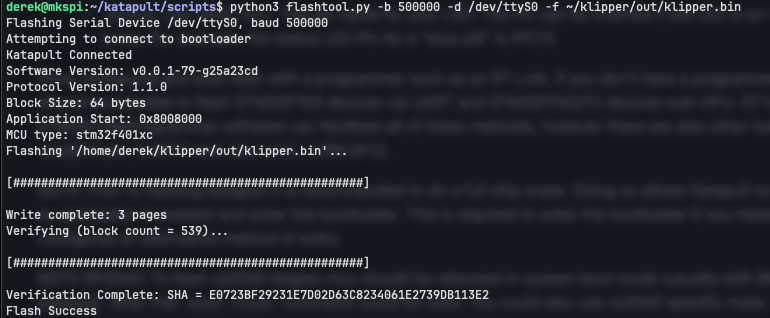 derek@mkspi:~/katapult/scripts$ python3 flashtool.py -b 500000 -d /dev/ttyS0 -f ~/klipper/out/klipper.bin
Flashing Serial Device /dev/ttyS0, baud 500000
Attempting to connect to bootloader
Katapult Connected
Software Version: v0.0.1-79-g25a23cd
Protocol Version: 1.1.0
Block Size: 64 bytes
Application Start: 0x8008000
MCU type: stm32f401xc
Flashing '/home/derek/klipper/out/klipper.bin'...
[##################################################]
Write complete: 3 pages
Verifying (block count = 539)...
[##################################################]
Verification Complete: SHA = E0723BF29231E7D02D63C8234061E2739DB113E2
Flash Success